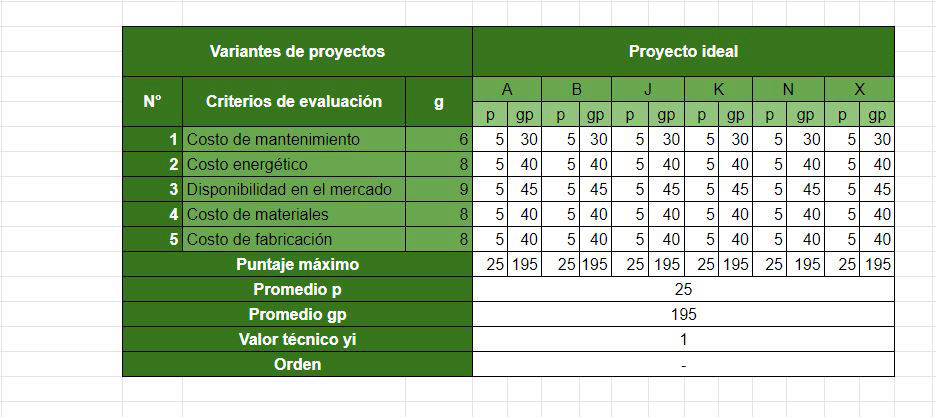 Variantes de proyectos Proyecto ideal
N° Criterios de evaluación g A B J K N X
p gp p gp p gp p gp p gp p gp
1 Costo de mantenimiento 6 5 30 5 30 5 30 5 30 5 30 5 30
2 Costo energético 8 5 40 5 40 5 40 5 40 5 40 5 40
3 Disponibilidad en el mercado 9 5 45 5 45 5 45 5 45 5 45 5 45
4 Costo de materiales 8 5 40 5 40 5 40 5 40 5 40 5 40
5 Costo de fabricación 8 5 40 5 40 5 40 5 40 5 40 5 40
Puntaje máximo 25 195 25 195 25 195 25 195 25 195 25 195
Promedio p 25
Promedio gp 195
Valor técnico yi 1
Orden -